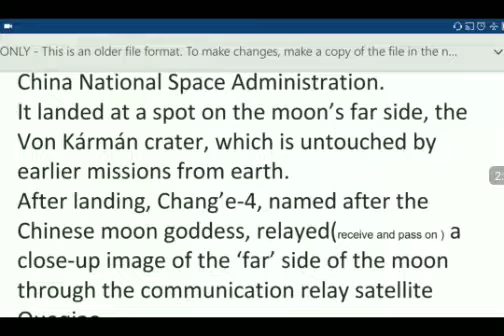 ONLY - This is an older file format. To make changes, make a copy of the file in the n...
China National Space Administration.
It landed at a spot on the moon's far side, the
Von Kármán crater, which is untouched by
earlier missions from earth.
After landing, Chang'e-4, named after the
Chinese moon goddess, relayed(receive and pass on ) a
close-up image of the 'far' side of the moon
through the communication relay satellite